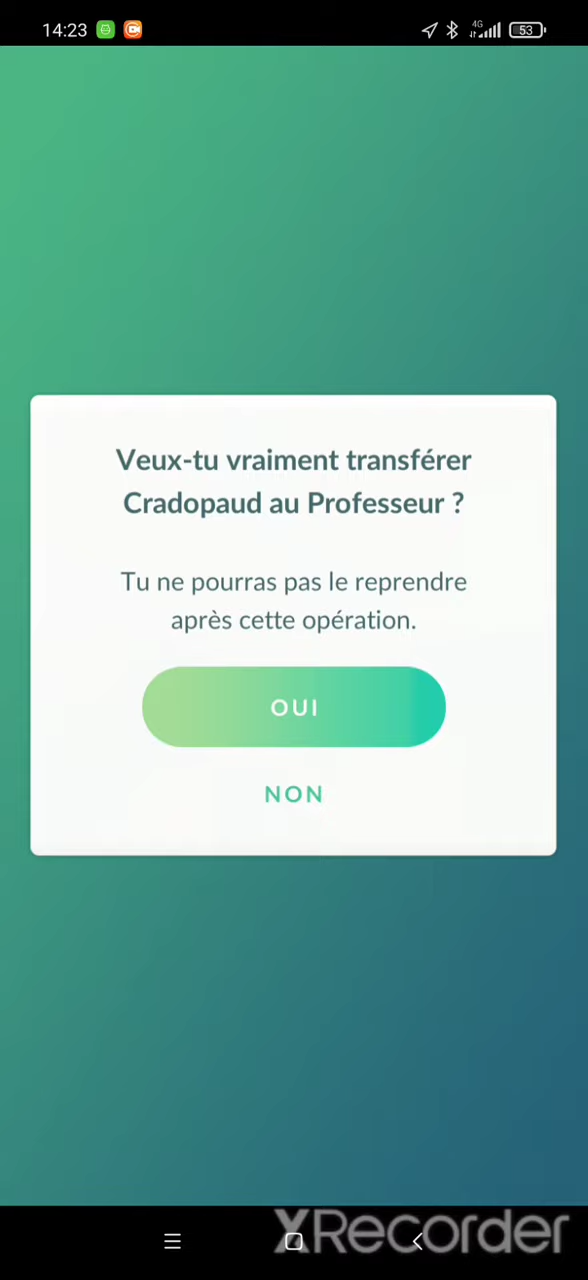 14:23
4G
53
Veux-tu vraiment transférer
Cradopaud au Professeur ?
Tu ne pourras pas le reprendre
après cette opération.
OUI
NON
XRecorder